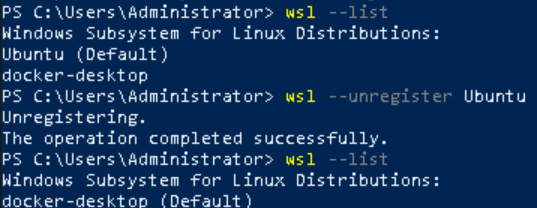 PS C:\Users\Administrator> wsl --list
Windows Subsystem for Linux Distributions:
Ubuntu (Default)
docker-desktop
PS C:\Users\Administrator> wsl --unregister Ubuntu
Unregistering.
The operation completed successfully.
PS C:\Users\Administrator> wsl --list
Windows Subsystem for Linux Distributions:
docker-desktop (Default)